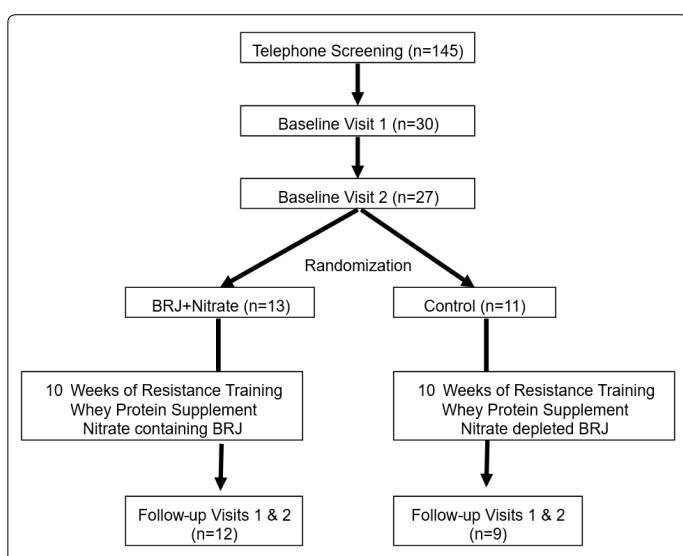 Telephone Screening (n=145)
Baseline Visit 1 (n=30)
Baseline Visit 2 (n=27)
Randomization
BRJ+Nitrate (n=13)
Control (n=11)
10 Weeks of Resistance Training
Whey Protein Supplement
Nitrate containing BRJ
10 Weeks of Resistance Training
Whey Protein Supplement
Nitrate depleted BRJ
Follow-up Visits 1 & 2
(n=12)
Follow-up Visits 1 & 2
(n=9)